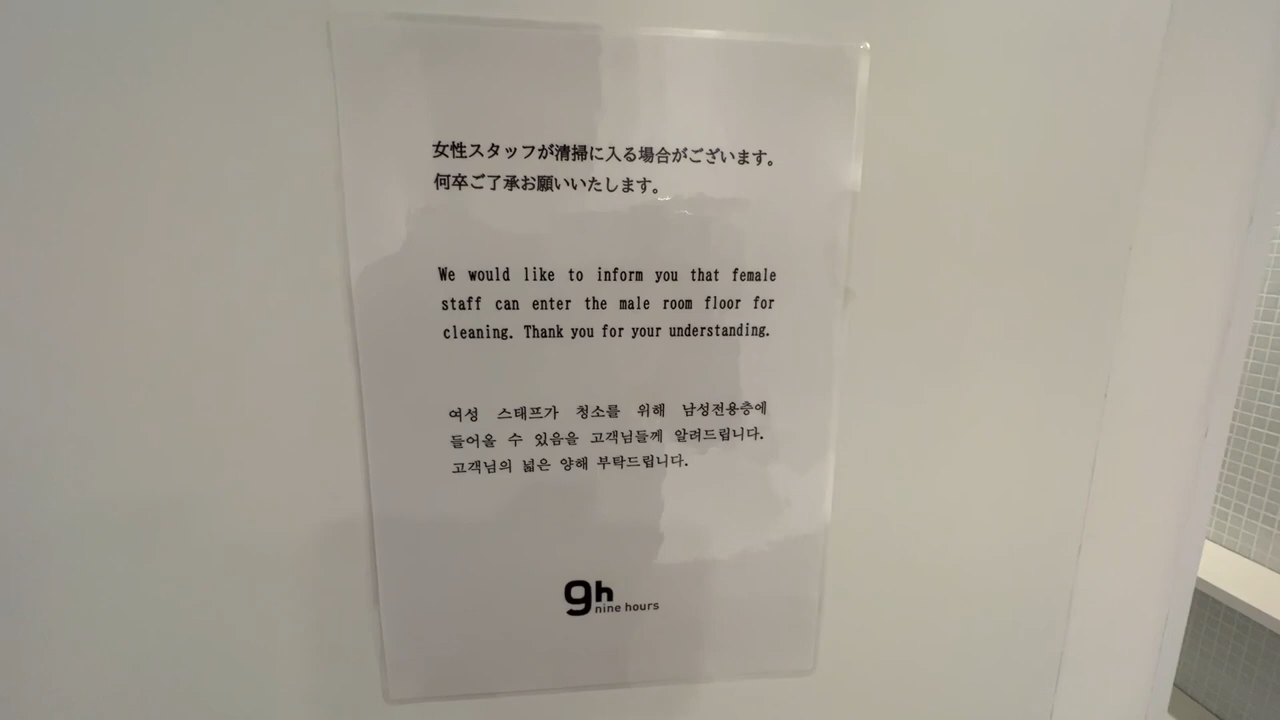 女性スタッフが清掃に入る場合がございます。
何卒ご了承お願いいたします。
We would like to inform you that female
staff can enter the male room floor for
cleaning. Thank you for your understanding.
여성 스태프가 청소를 위해 남성전용층에
들어올 수 있음을 고객님들께 알려드립니다.
고객님의 넓은 양해 부탁드립니다.
9h
nine hours